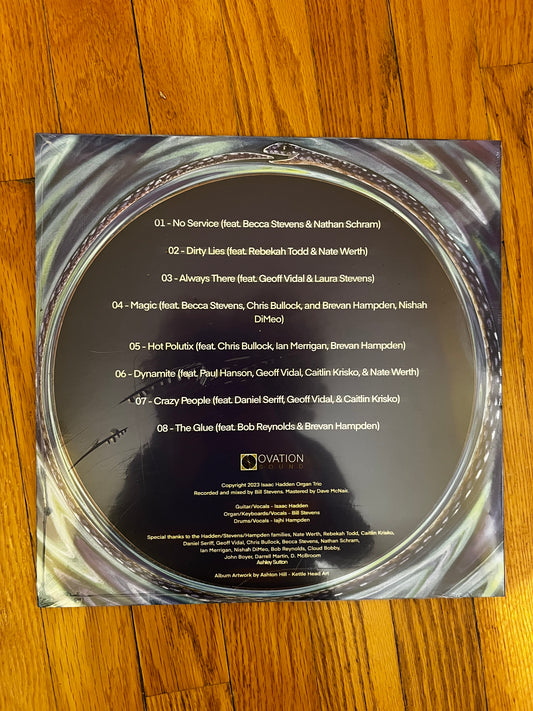 01 - No Service (feat. Becca Stevens & Nathan Schram)
02 - Dirty Lies (feat. Rebekah Todd & Nate Werth)
03 - Always There (feat. Geoff Vidal & Laura Stevens)
04 - Magic (feat. Becca Stevens, Chris Bullock, and Brevan Hampden, Nishah
DiMeo)
05 - Hot Polutix (feat. Chris Bullock, Ian Merrigan, Brevan Hampden)
06 - Dynamite (feat. Paul Hanson, Geoff Vidal, Caitlin Krisko, & Nate Werth)
07 - Crazy People (feat. Daniel Seriff, Geoff Vidal, & Caitlin Krisko)
08 - The Glue (feat. Bob Reynolds & Brevan Hampden)
OVATION
SOUND
Copyright 2023 Isaac Hadden Organ Trio
Recorded and mixed by Bill Stevens. Mastered by Dave McNair.
Guitar/Vocals - Isaac Hadden
Organ/Keyboards/Vocals - Bill Stevens
Drums/Vocals - Iajhi Hampden
Special thanks to the Hadden/Stevens/Hampden families, Nate Werth, Rebekah Todd, Caitlin Krisko,
Daniel Seriff, Geoff Vidal, Chris Bullock, Becca Stevens, Nathan Schram,
Ian Merrigan, Nishah DiMeo, Bob Reynolds, Cloud Bobby,
John Boyer, Darrell Martin, D. McBroom
Ashley Sutton
Album Artwork by Ashton Hill - Kettle Head Art